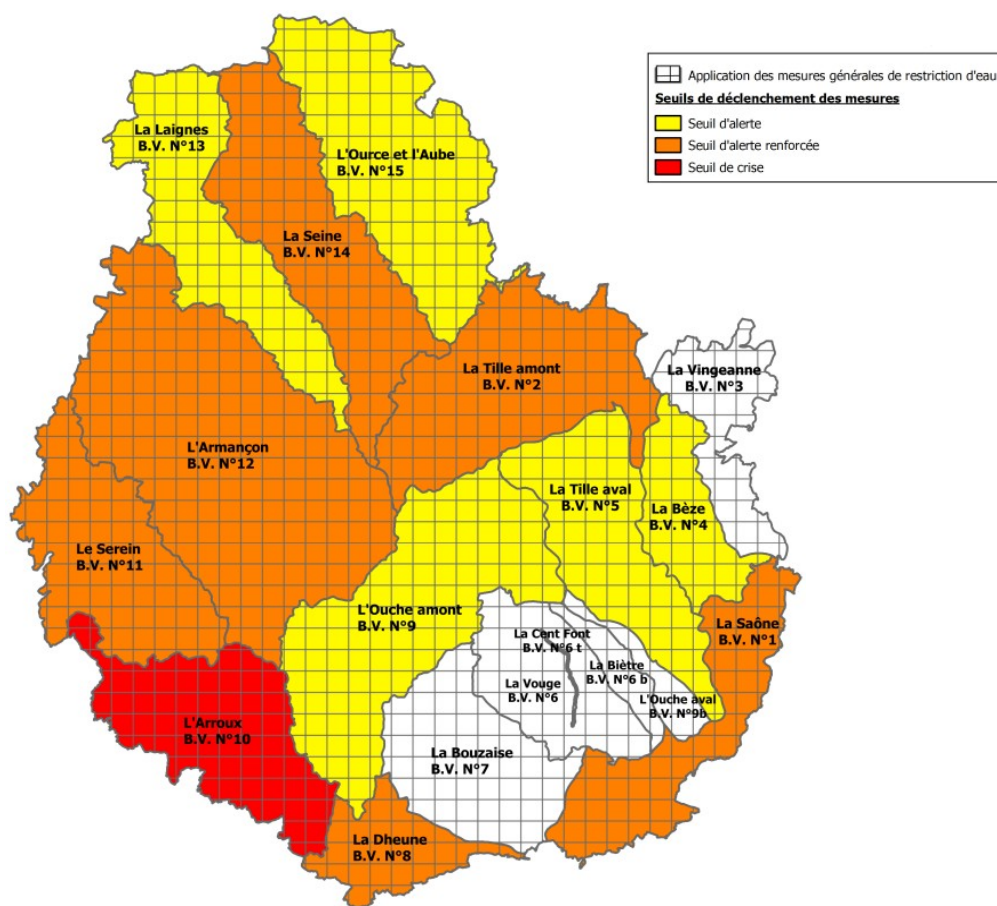 Application des mesures générales de restriction d'eau
Seuils de déclenchement des mesures
Seuil d'alerte
Seuil d'alerte renforcée
Seuil de crise
La Laignes
B.V. N°13
L'Ource et l'Aube
B.V. N°15
La Seine
B.V. N°14
La Tille amont
B.V. N°2
La Vingeanne
B.V. N°3
L'Armançon
B.V. N°12
La Tille aval
B.V. N°5
La Bèze
B.V. N°4
Le Serein
B.V. N°11
L'Ouche amont
B.V. N°9
La Saône
B.V. N°1
La Cent Font
B.V. N°6 t
La Biètre
B.V. N°6 b
La Vouge
B.V. N°6
L'Ouche aval
B.V. N°9b
L'Arroux
B.V. N°10
La Bouzaise
B.V. N°7
La Dheune
B.V. N°8